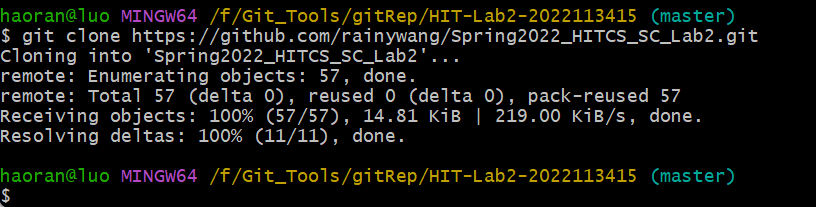 haoran@luo MINGW64 /f/Git_Tools/gitRep/HIT-Lab2-2022113415 (master)
$ git clone https://github.com/rainywang/Spring2022_HITCS_SC_Lab2.git
Cloning into 'Spring2022_HITCS_SC_Lab2'...
remote: Enumerating objects: 57, done.
remote: Total 57 (delta 0), reused 0 (delta 0), pack-reused 57
Receiving objects: 100% (57/57), 14.81 KiB | 219.00 KiB/s, done.
Resolving deltas: 100% (11/11), done.
haoran@luo MINGW64 /f/Git_Tools/gitRep/HIT-Lab2-2022113415 (master)
$